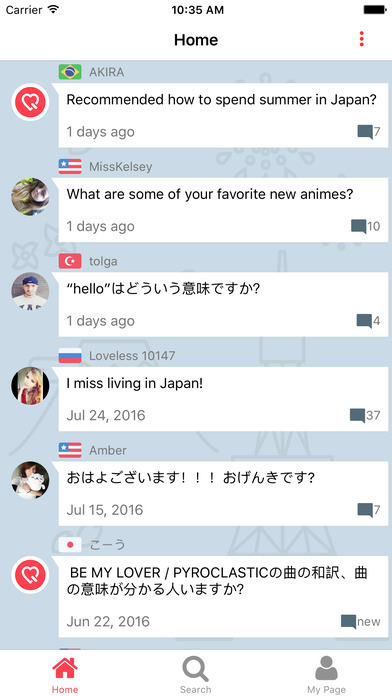 Carrier 10:35 AM
Home
AKIRA
Recommended how to spend summer in Japan?
1 days ago 7
MissKelsey
What are some of your favorite new animes?
1 days ago 10
tolga
“hello”はどういう意味ですか?
1 days ago 4
Loveless 10147
I miss living in Japan!
Jul 24, 2016 37
Amber
おはよございます！！！おげんきです?
Jul 15, 2016 7
こーう
BE MY LOVER / PYROCLASTICの曲の和訳、曲
の意味が分かる人いますか?
Jun 22, 2016 new
Home Search My Page